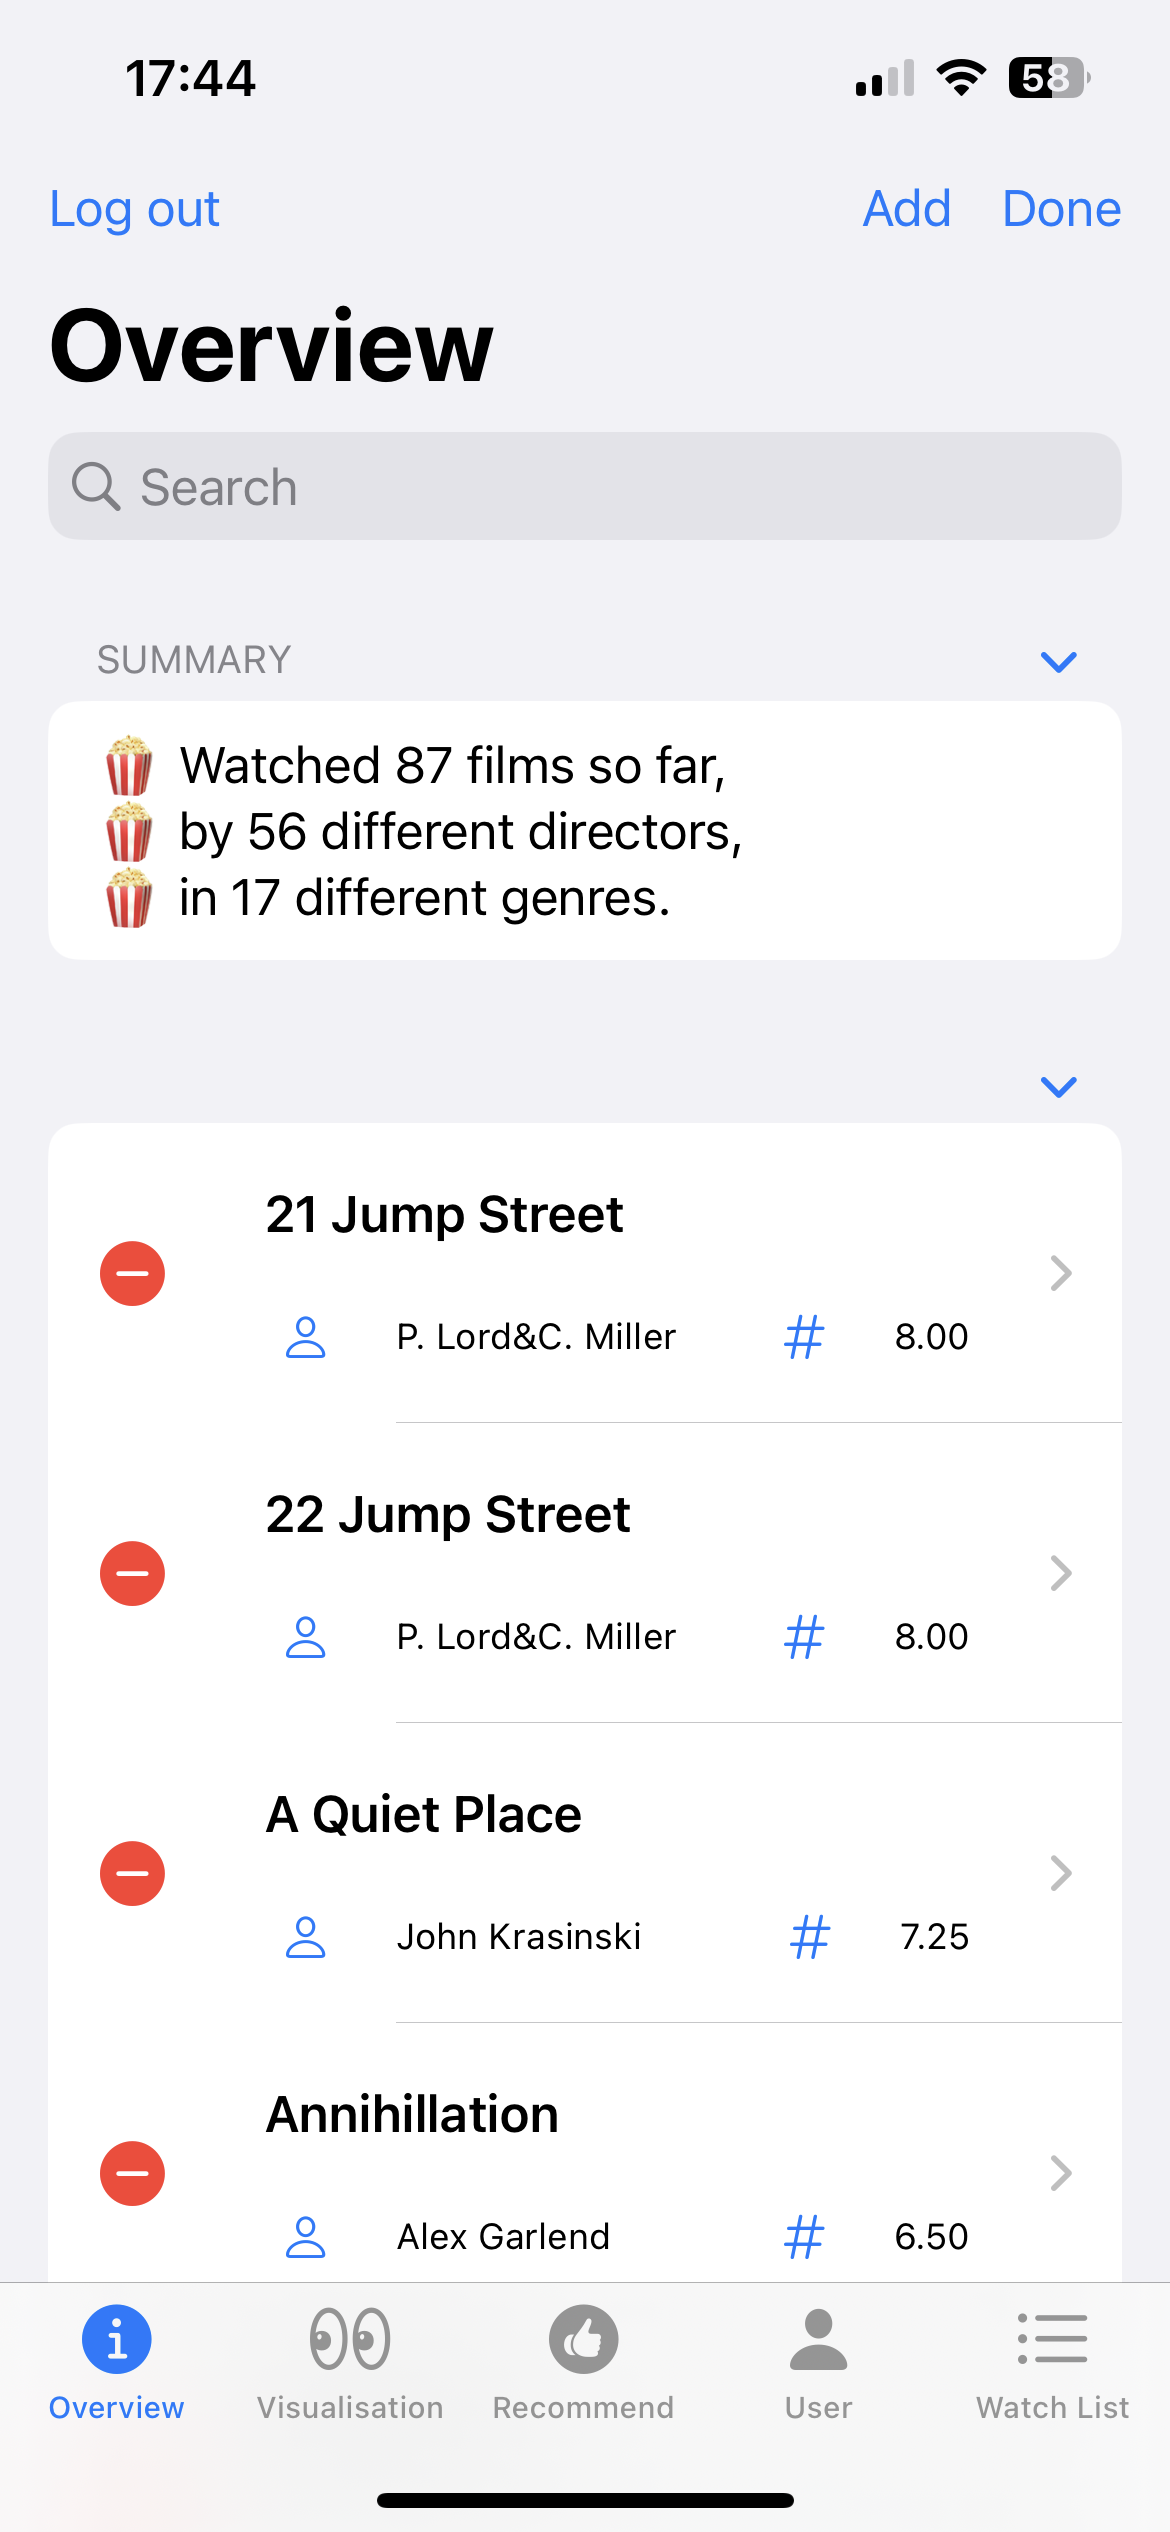 17:44
58
Log out
Add Done
Overview
Search
SUMMARY
Watched 87 films so far,
by 56 different directors,
in 17 different genres.
21 Jump Street
P. Lord&C. Miller # 8.00
22 Jump Street
P. Lord&C. Miller # 8.00
A Quiet Place
John Krasinski # 7.25
Annihillation
Alex Garlend # 6.50
Overview Visualisation Recommend User Watch List